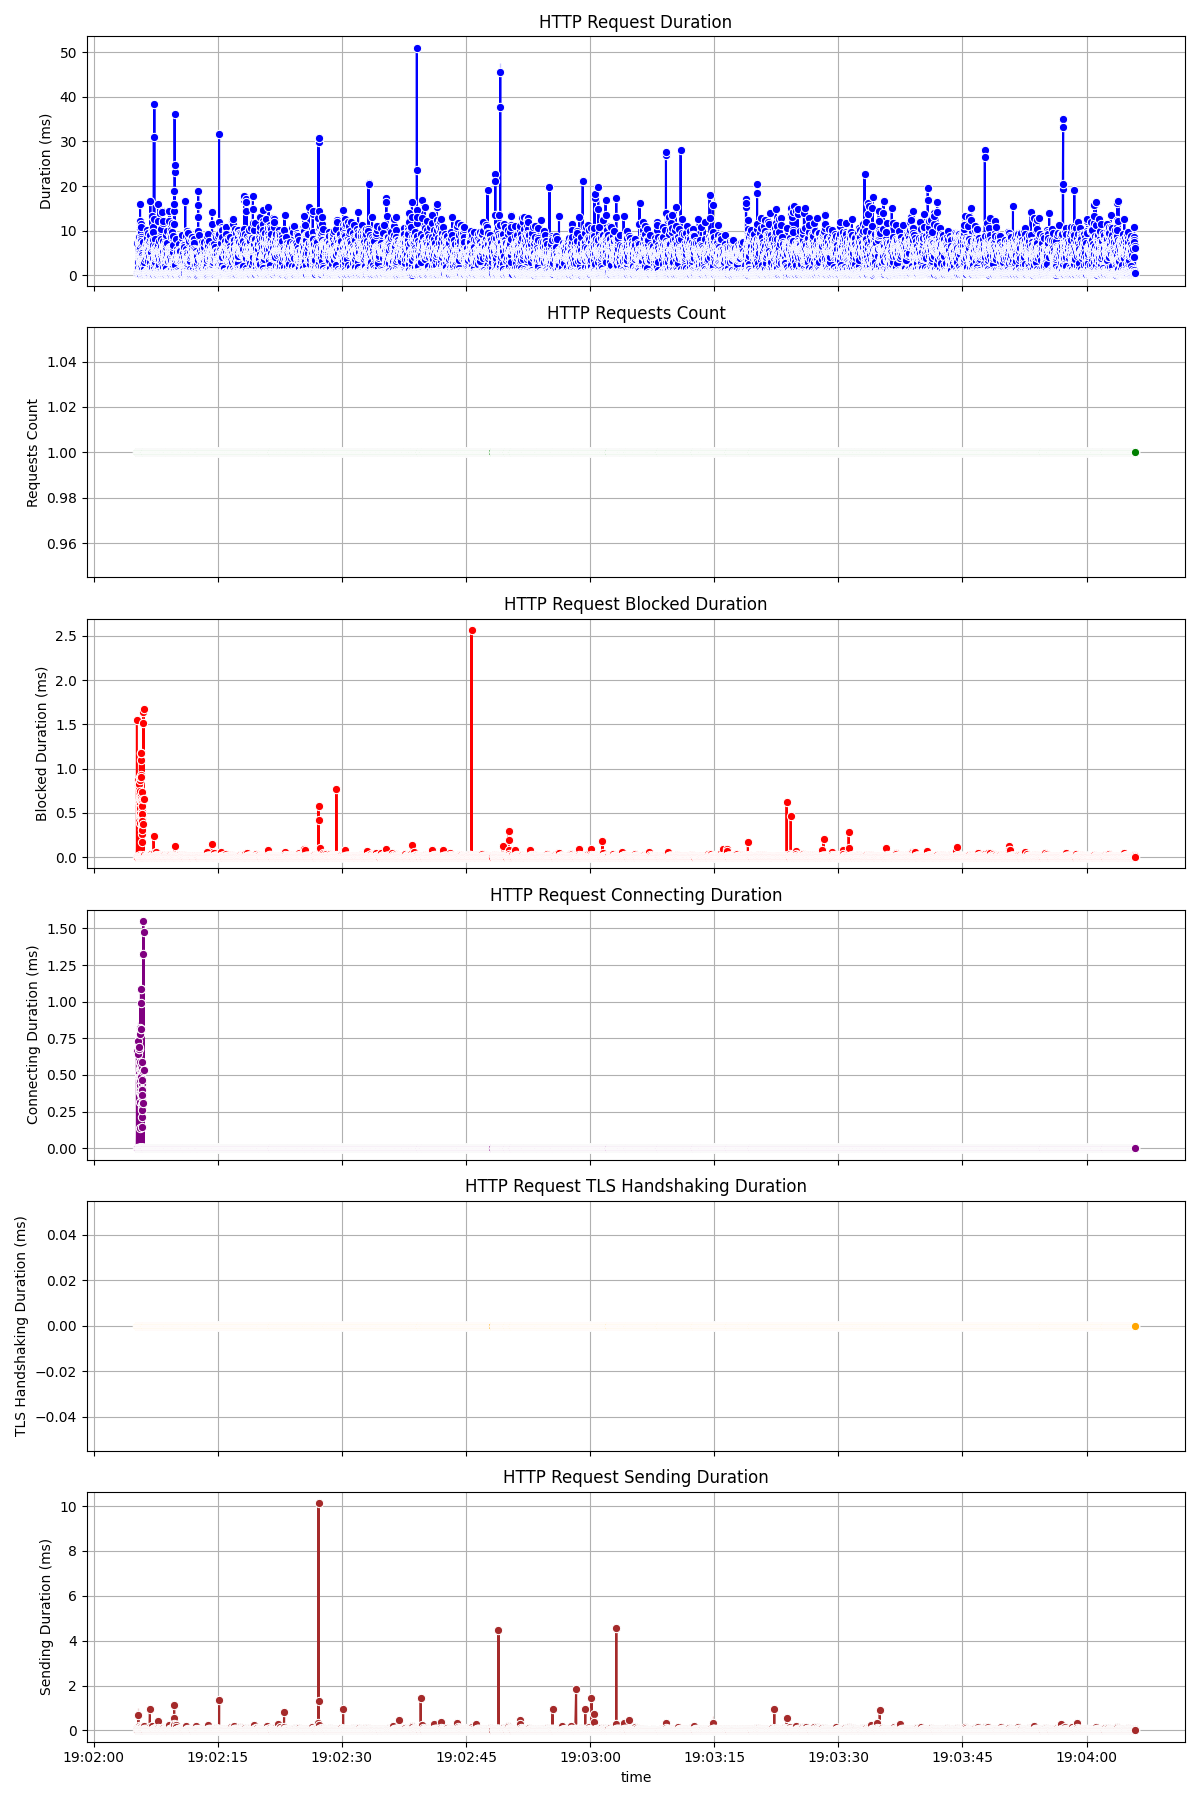 HTTP Request Duration
Duration (ms)
50
40
30
20
10
0
HTTP Requests Count
Requests Count
1.04
1.02
1.00
0.98
0.96
HTTP Request Blocked Duration
Blocked Duration (ms)
2.5
2.0
1.5
1.0
0.5
0.0
HTTP Request Connecting Duration
Connecting Duration (ms)
1.50
1.25
1.00
0.75
0.50
0.25
0.00
HTTP Request TLS Handshaking Duration
TLS Handshaking Duration (ms)
0.04
0.02
0.00
−0.02
−0.04
HTTP Request Sending Duration
Sending Duration (ms)
10
8
6
4
2
0
19:02:00 19:02:15 19:02:30 19:02:45 19:03:00 19:03:15 19:03:30 19:03:45 19:04:00
time